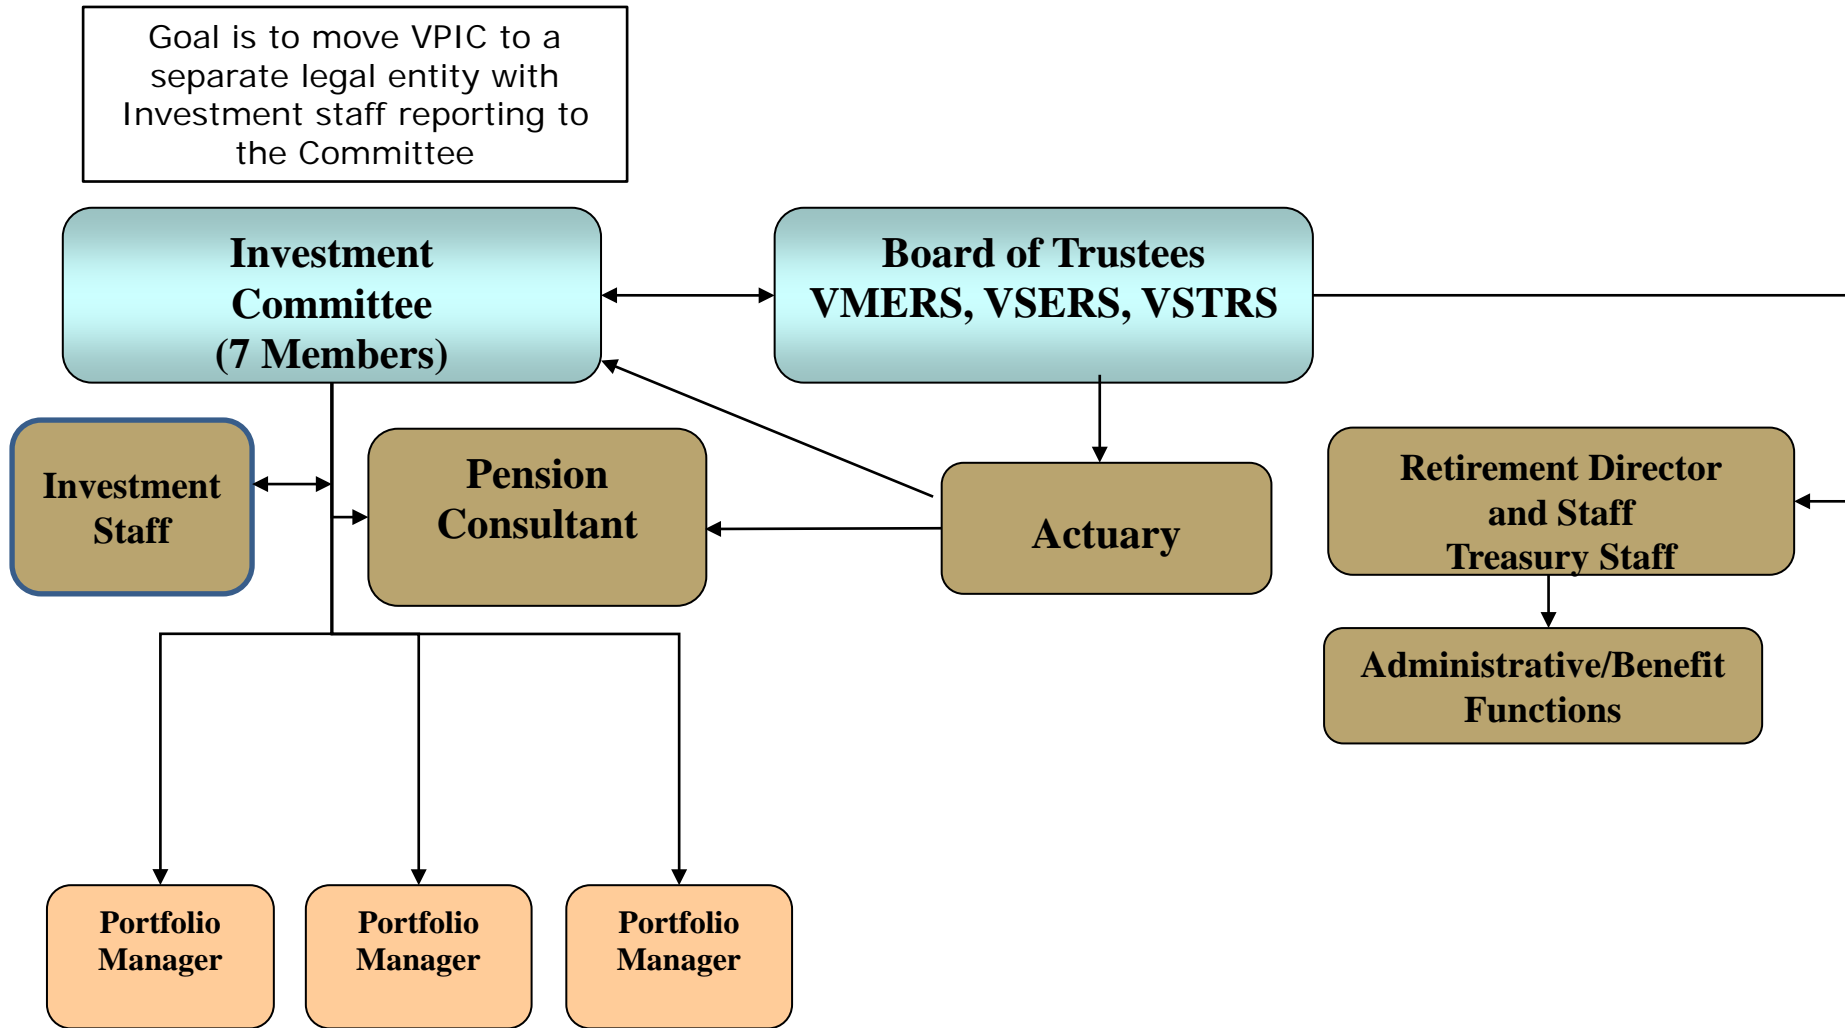 Goal is to move VPIC to a
separate legal entity with
Investment staff reporting to
the Committee
Investment
Committee
(7 Members)
Board of Trustees
VMERS, VSERS, VSTRS
Investment
Staff
Pension
Consultant
Actuary
Retirement Director
and Staff
Treasury Staff
Administrative/Benefit
Functions
Portfolio
Manager
Portfolio
Manager
Portfolio
Manager